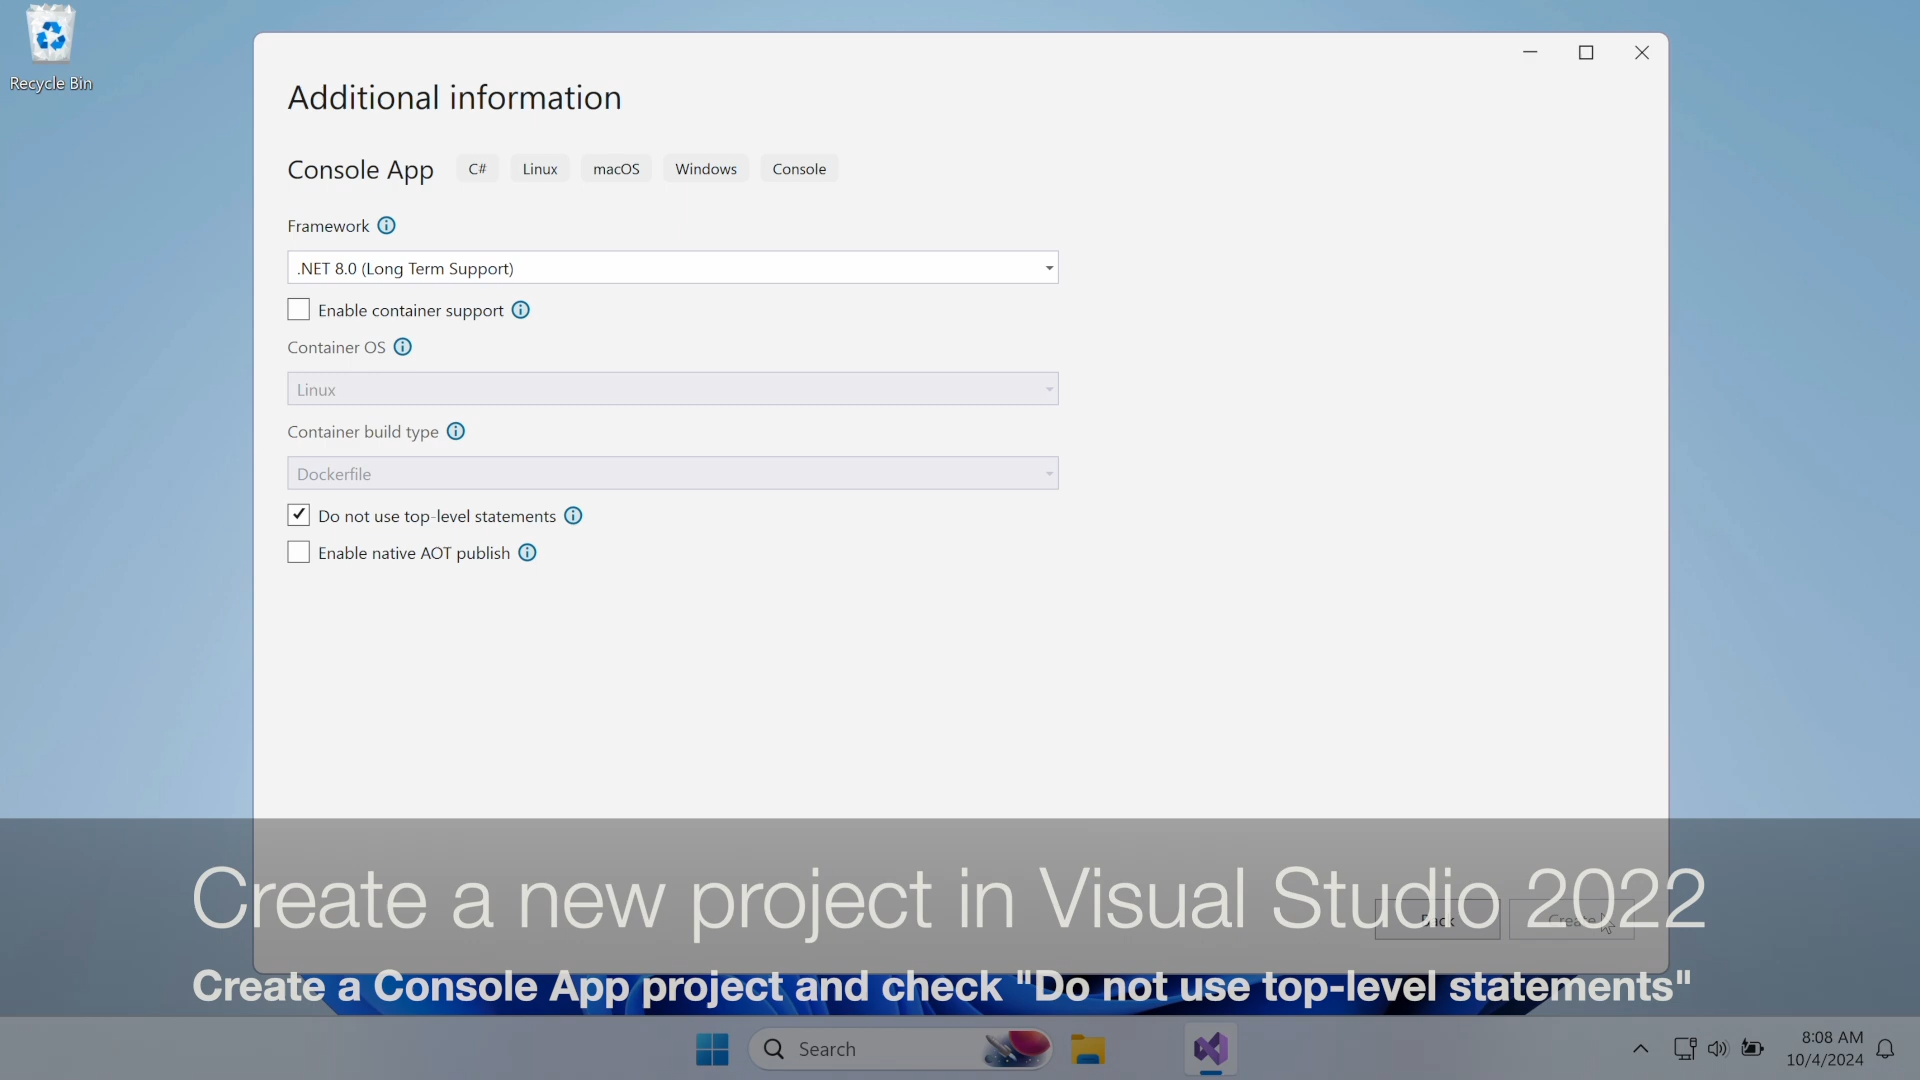 Recycle Bin
Additional information
Console App C# Linux macOS Windows Console
Framework
.NET 8.0 (Long Term Support)
Enable container support
Container OS
Linux
Container build type
Dockerfile
Do not use top-level statements
Enable native AOT publish
Create a new project in Visual Studio 2022
Back Create
Create a Console App project and check "Do not use top-level statements"
Search
8:08 AM
10/4/2024